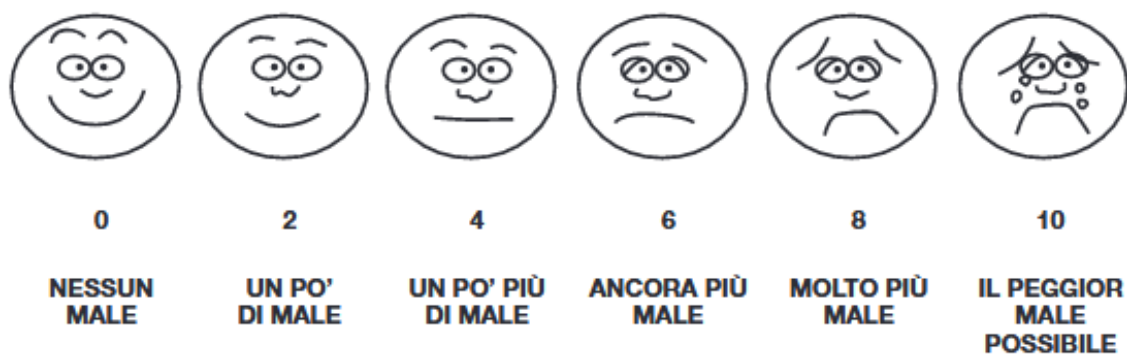 0
2
4
6
8
10
NESSUN
MALE
UN PO'
DI MALE
UN PO' PIÙ
DI MALE
ANCORA PIÙ
MALE
MOLTO PIÙ
MALE
IL PEGGIOR
MALE
POSSIBILE